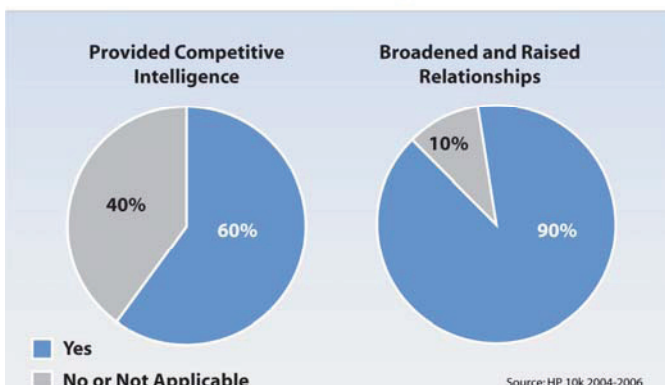 Provided Competitive
Intelligence
Broadened and Raised
Relationships
40%
60%
10%
90%
Yes
No or Not Applicable
Source: HP 10k 2004-2006